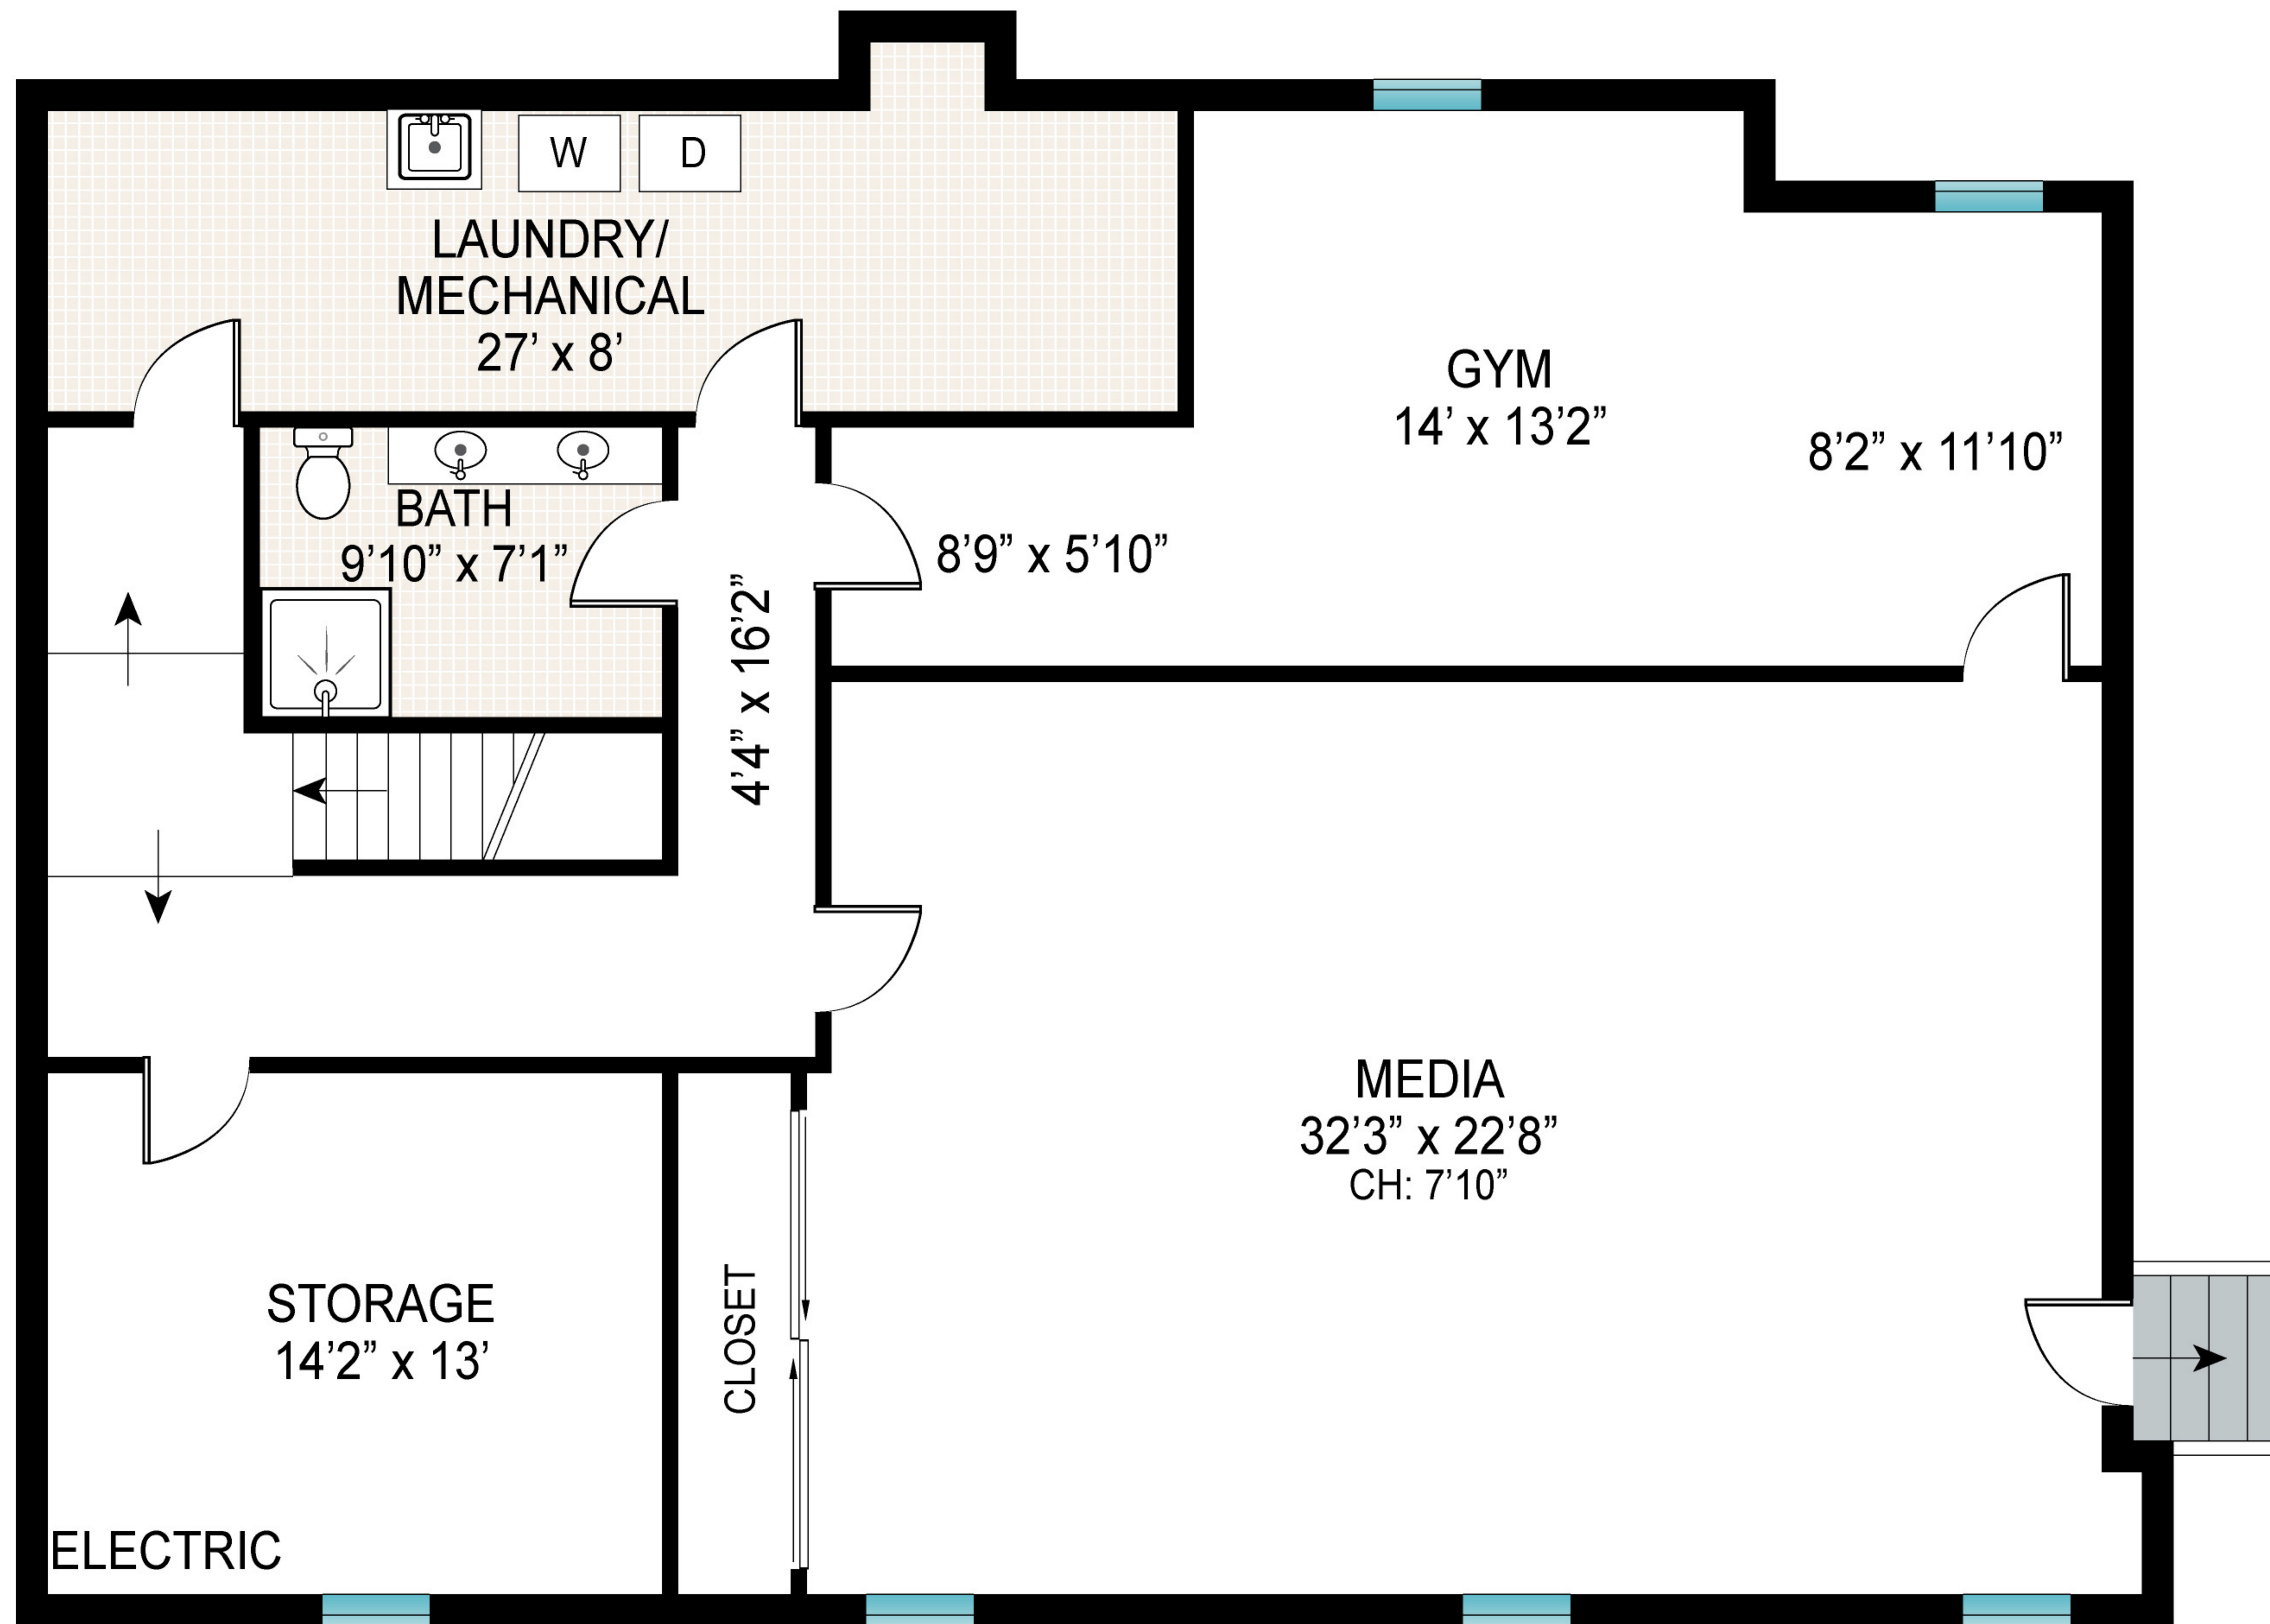 W
D
LAUNDRY/
MECHANICAL
27’ x 8’
GYM
14’ x 13’2”
8’2” x 11’10”
BATH
9’10” x 7’1”
8’9” x 5’10”
4’4” x 16’2”
MEDIA
32’3” x 22’8”
CH: 7’10”
STORAGE
14’2” x 13’
CLOSET
ELECTRIC